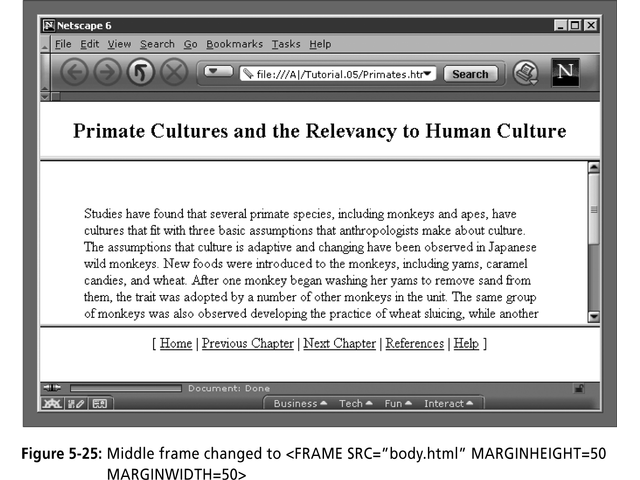 N Netscape 6
File Edit View Search Go Bookmarks Tasks Help
file:///A|/Tutorial.05/Primates.htr Search N
Primate Cultures and the Relevancy to Human Culture
Studies have found that several primate species, including monkeys and apes, have
cultures that fit with three basic assumptions that anthropologists make about culture.
The assumptions that culture is adaptive and changing have been observed in Japanese
wild monkeys. New foods were introduced to the monkeys, including yams, caramel
candies, and wheat. After one monkey began washing her yams to remove sand from
them, the trait was adopted by a number of other monkeys in the unit. The same group
of monkeys was also observed developing the practice of wheat sluicing, while another
[ Home | Previous Chapter | Next Chapter | References | Help ]
Document: Done
Business Tech Fun Interact
Figure 5-25: Middle frame changed to <FRAME SRC=”body.html” MARGINHEIGHT=50
MARGINWIDTH=50>